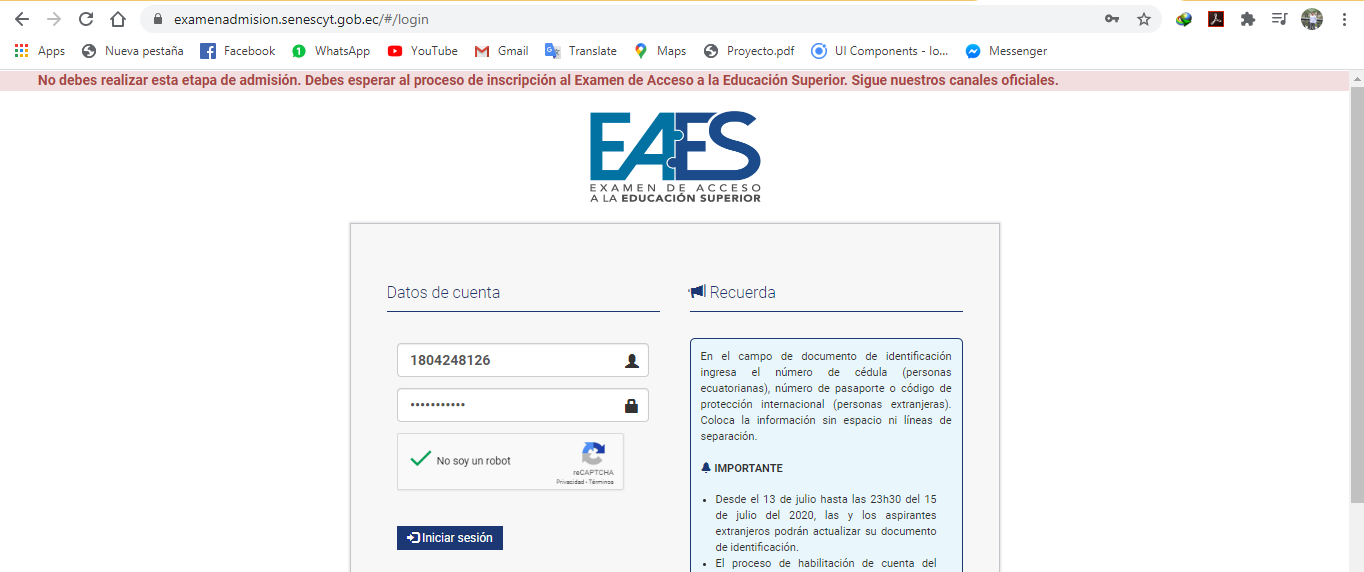 examenadmision.senescyt.gob.ec/#/login
Apps Nueva pestaña Facebook WhatsApp YouTube Gmail Translate Maps Proyecto.pdf UI Components - Io... Messenger
No debes realizar esta etapa de admisión. Debes esperar al proceso de inscripción al Examen de Acceso a la Educación Superior. Sigue nuestros canales oficiales.
EAES
EXAMEN DE ACCESO
A LA EDUCACIÓN SUPERIOR
Datos de cuenta
1804248126
•••••••••••
No soy un robot
reCAPTCHA
Privacidad - Términos
Iniciar sesión
Recuerda
En el campo de documento de identificación
ingresa el número de cédula (personas
ecuatorianas), número de pasaporte o código de
protección internacional (personas extranjeras).
Coloca la información sin espacio ni líneas de
separación.
IMPORTANTE
• Desde el 13 de julio hasta las 23h30 del 15
de julio del 2020, las y los aspirantes
extranjeros podrán actualizar su documento
de identificación.
• El proceso de habilitación de cuenta del